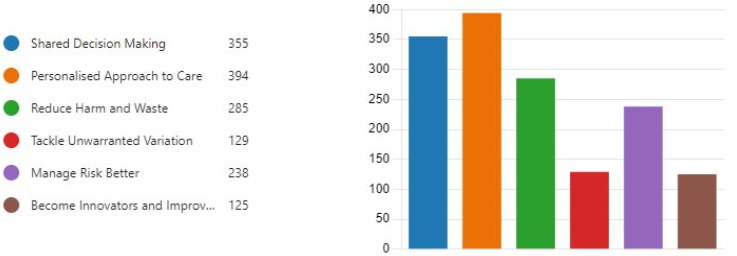 Shared Decision Making 355
Personalised Approach to Care 394
Reduce Harm and Waste 285
Tackle Unwarranted Variation 129
Manage Risk Better 238
Become Innovators and Improv... 125
400
350
300
250
200
150
100
50
0